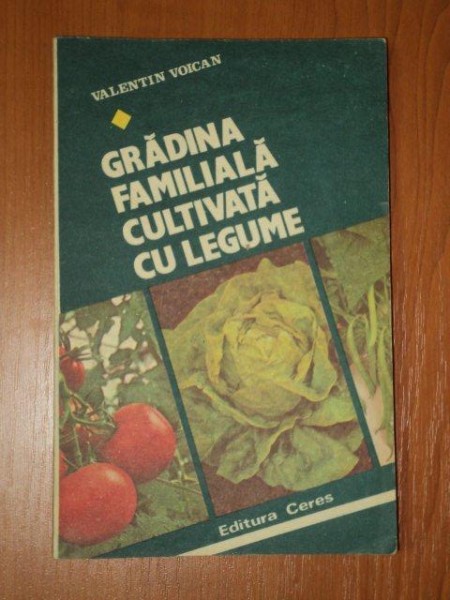 VALENTIN VOICAN
GRĂDINA
FAMILIALĂ
CULTIVATĂ
CU LEGUME
Editura Ceres